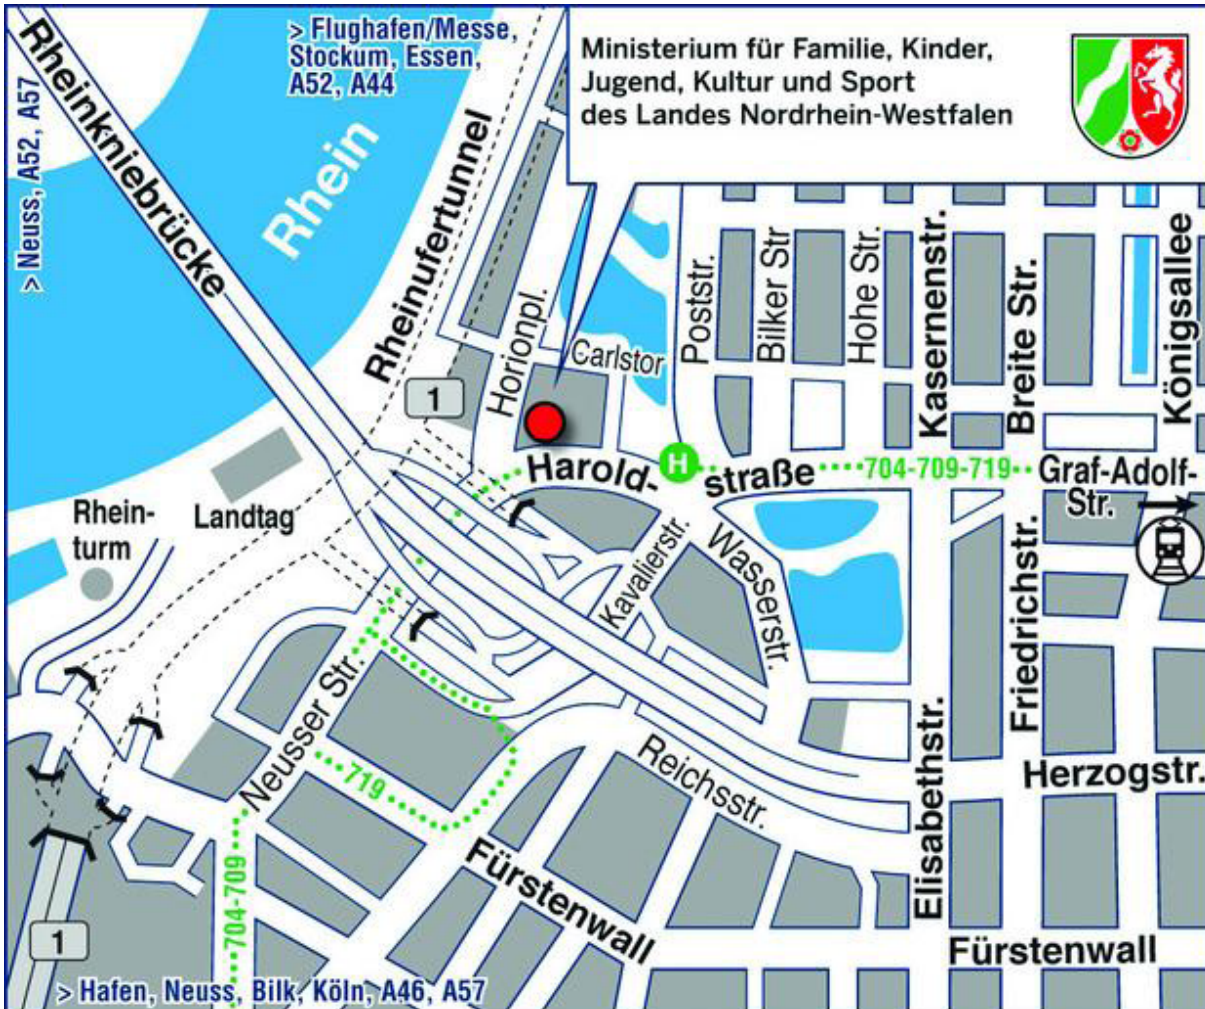 > Flughafen/Messe,
Stockum, Essen,
A52, A44
Ministerium für Familie, Kinder,
Jugend, Kultur und Sport
des Landes Nordrhein-Westfalen
> Neuss, A52, A57
Rheinkniebrücke
Rhein
Rheinufertunnel
1
Horionpl.
Carlstor
Poststr.
Bilker Str
Hohe Str.
Kasernenstr.
Breite Str.
Königsallee
Harold-
H
straße
704-709-719
Graf-Adolf-
Str.
Rhein-
turm
Landtag
Kavalierstr.
Wasserstr.
Friedrichstr.
Neusser Str.
719
Reichsstr.
Elisabethstr.
Herzogstr.
704-709
Fürstenwall
Fürstenwall
1
> Hafen, Neuss, Bilk, Köln, A46, A57